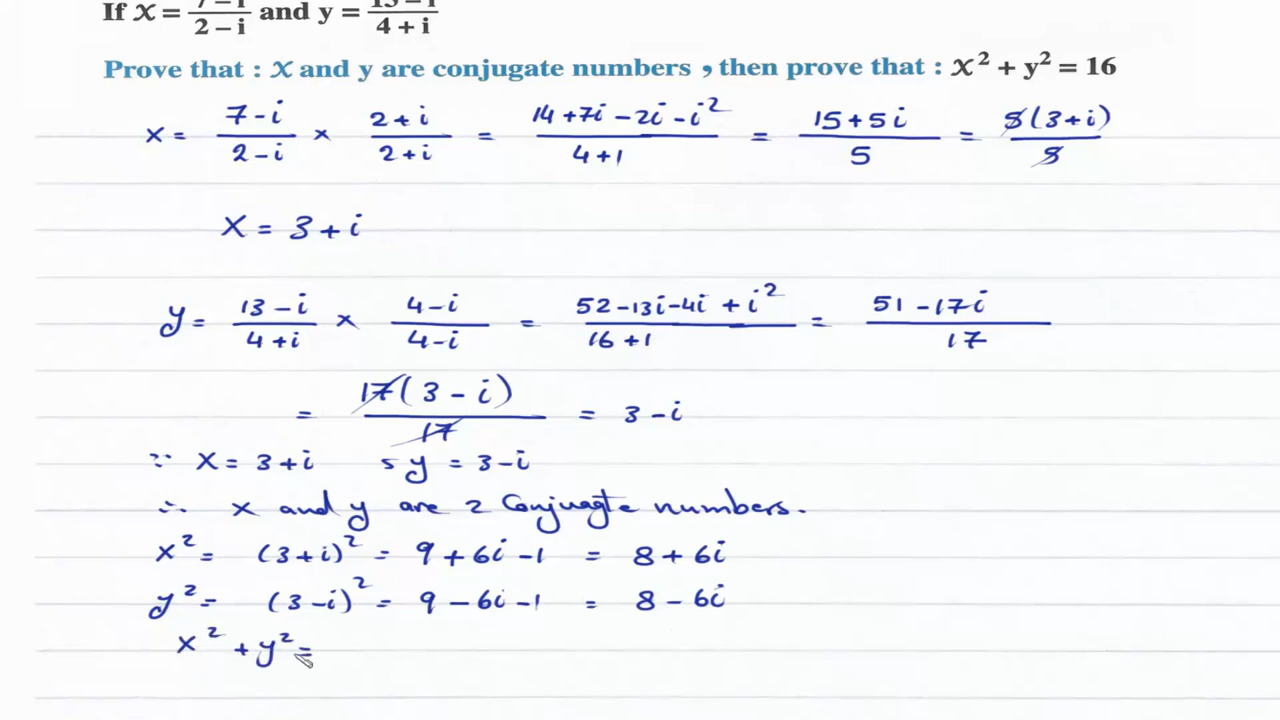 If x = (7 – i)/(2 – i) and y = (13 – i)/(4 + i)
Prove that : x and y are conjugate numbers , then prove that : x² + y² = 16
x = (7 - i)/(2 - i) × (2 + i)/(2 + i) = (14 + 7i - 2i - i²)/(4 + 1) = (15 + 5i)/5 = 5(3 + i)/5
x = 3 + i
y = (13 - i)/(4 + i) × (4 - i)/(4 - i) = (52 - 13i - 4i + i²)/(16 + 1) = (51 - 17i)/17
= 17(3 - i)/17 = 3 - i
∵ x = 3 + i , y = 3 - i
∴ x and y are 2 Conjuagte numbers.
x² = (3 + i)² = 9 + 6i - 1 = 8 + 6i
y² = (3 - i)² = 9 - 6i - 1 = 8 - 6i
x² + y² =